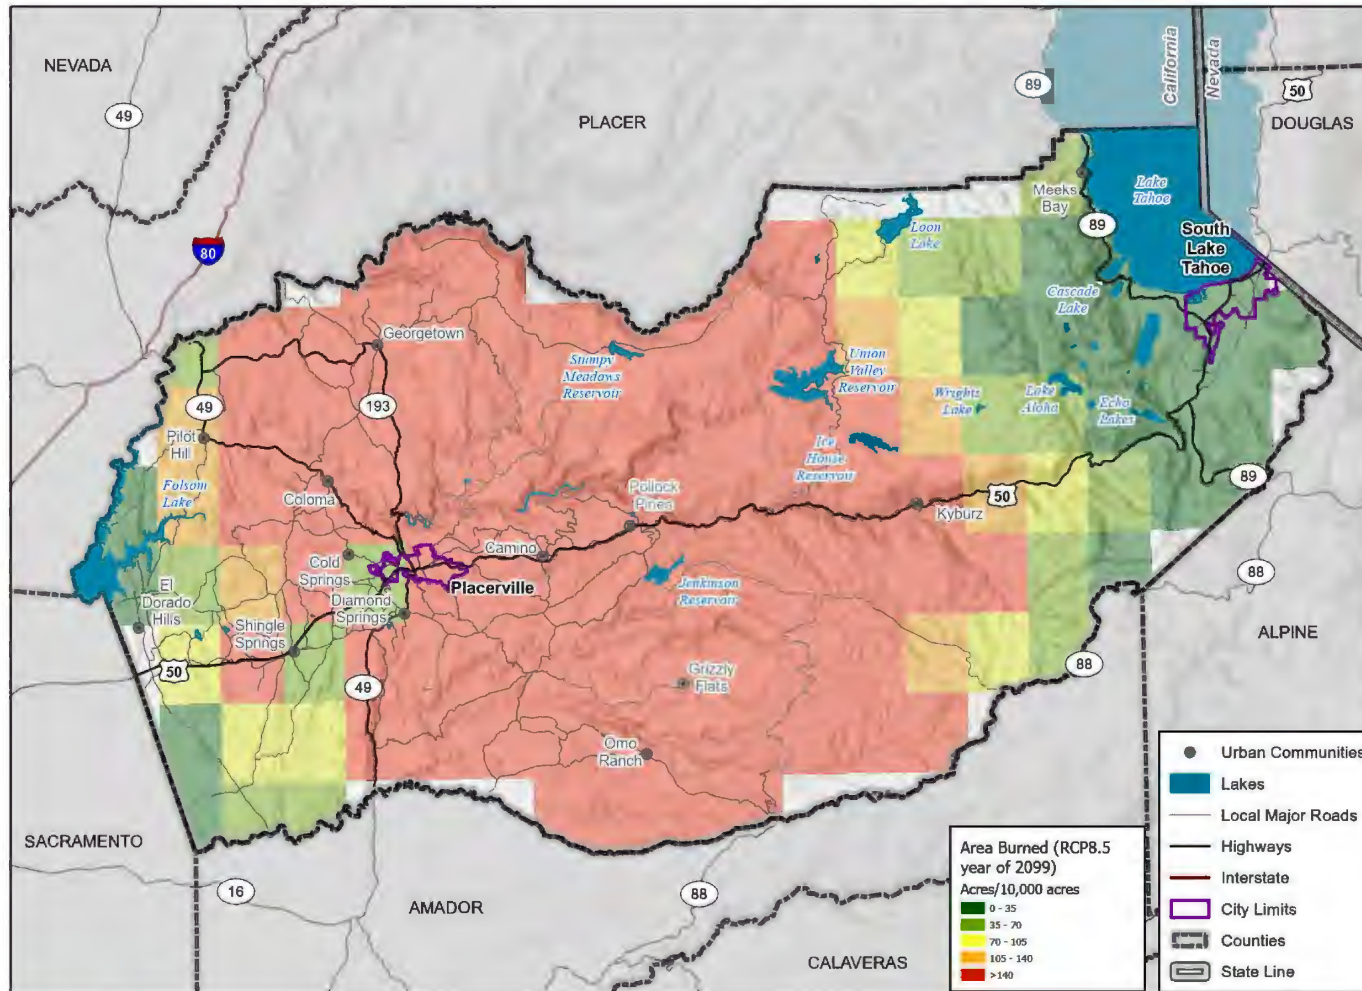 NEVADA
49
80
PLACER
89
California
Nevada
50
DOUGLAS
Meeks
Bay
Lake
Tahoe
89
South
Lake
Tahoe
Loon
Lake
Cascade
Lake
Georgetown
Stumpy
Meadows
Reservoir
Union
Valley
Reservoir
Wrights
Lake
Lake
Aloha
Echo
Lakes
49
193
Pilot
Hill
Ice
House
Reservoir
Folsom
Lake
Coloma
Pollock
Pines
50
Kyburz
89
Cold
Springs
Camino
Placerville
Jenkinson
Reservoir
88
El
Dorado
Hills
Diamond
Springs
Shingle
Springs
50
49
Grizzly
Flats
88
ALPINE
Omo
Ranch
SACRAMENTO
16
AMADOR
88
CALAVERAS
Area Burned (RCP8.5
year of 2099)
Acres/10,000 acres
0 - 35
35 - 70
70 - 105
105 - 140
>140
Urban Communities
Lakes
Local Major Roads
Highways
Interstate
City Limits
Counties
State Line